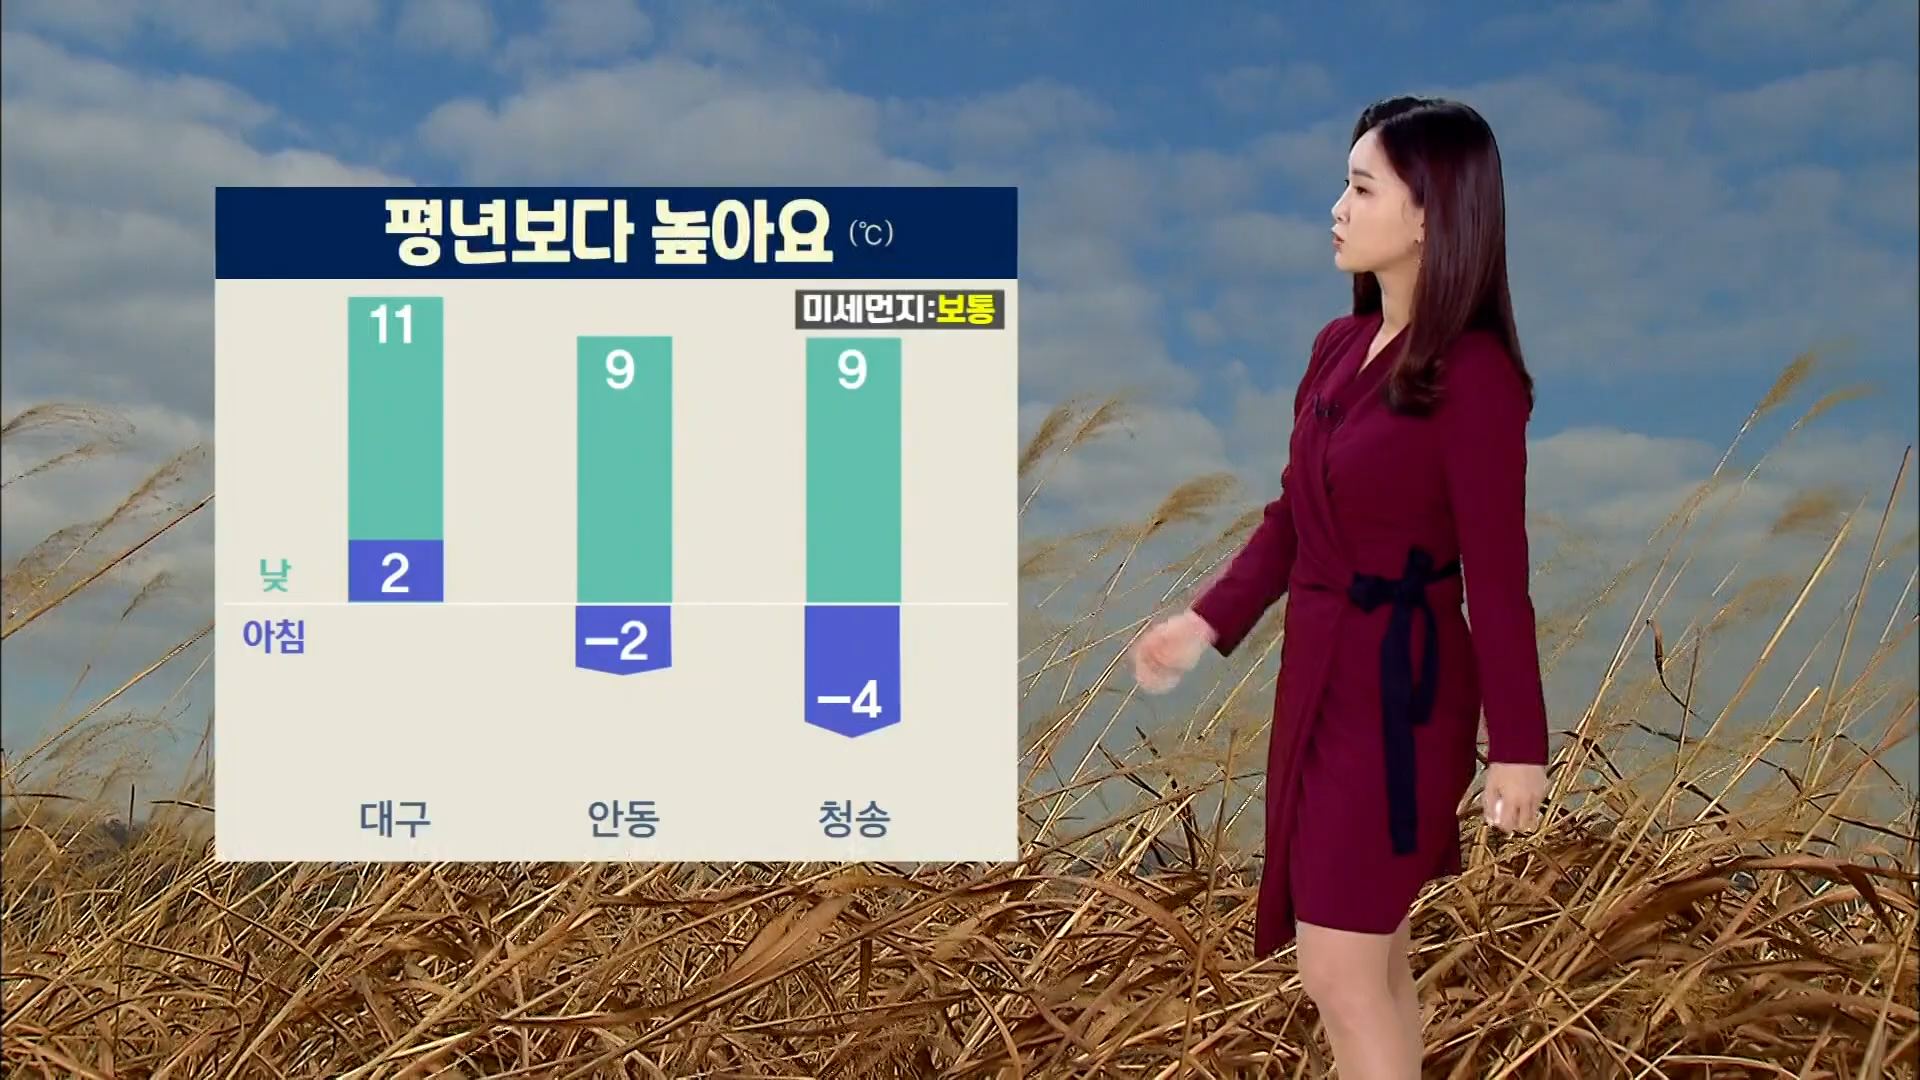 평년보다 높아요 (℃)
미세먼지:보통
11 9 9
낮 2
아침 −2 −4
대구 안동 청송